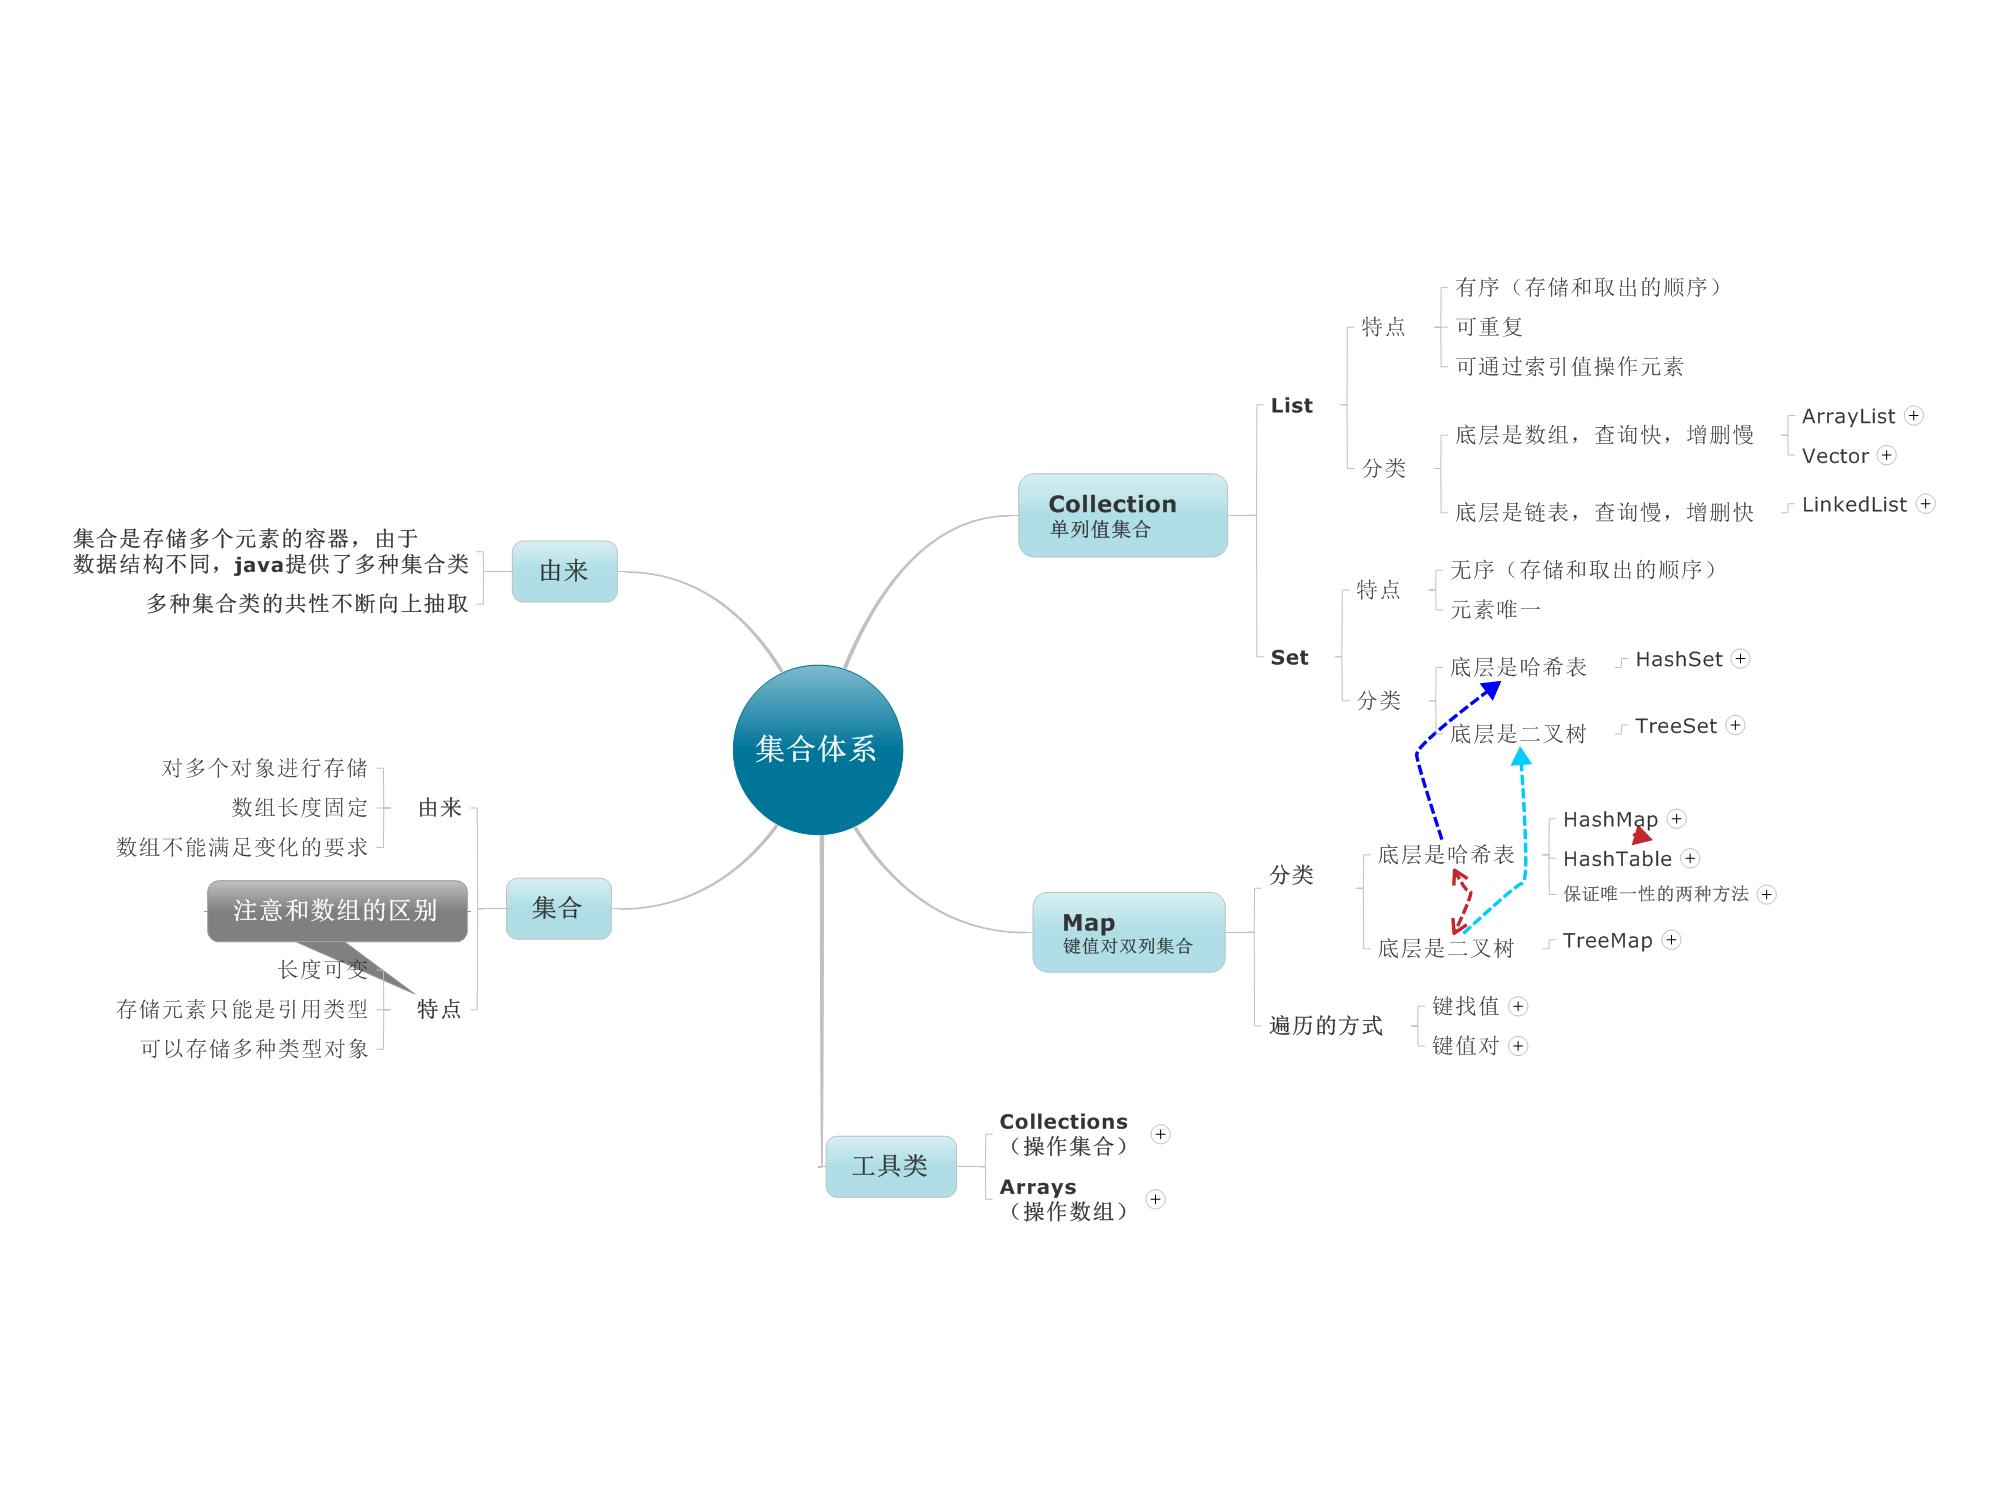 集合体系
Collection
单列值集合
List
特点
有序（存储和取出的顺序）
可重复
可通过索引值操作元素
分类
底层是数组，查询快，增删慢
ArrayList
Vector
底层是链表，查询慢，增删快
LinkedList
Set
特点
无序（存储和取出的顺序）
元素唯一
分类
底层是哈希表
HashSet
底层是二叉树
TreeSet
Map
键值对双列集合
分类
底层是哈希表
HashMap
HashTable
保证唯一性的两种方法
底层是二叉树
TreeMap
遍历的方式
键找值
键值对
工具类
Collections
（操作集合）
Arrays
（操作数组）
集合
由来
对多个对象进行存储
数组长度固定
数组不能满足变化的要求
注意和数组的区别
特点
长度可变
存储元素只能是引用类型
可以存储多种类型对象
由来
集合是存储多个元素的容器，由于
数据结构不同，java提供了多种集合类
多种集合类的共性不断向上抽取